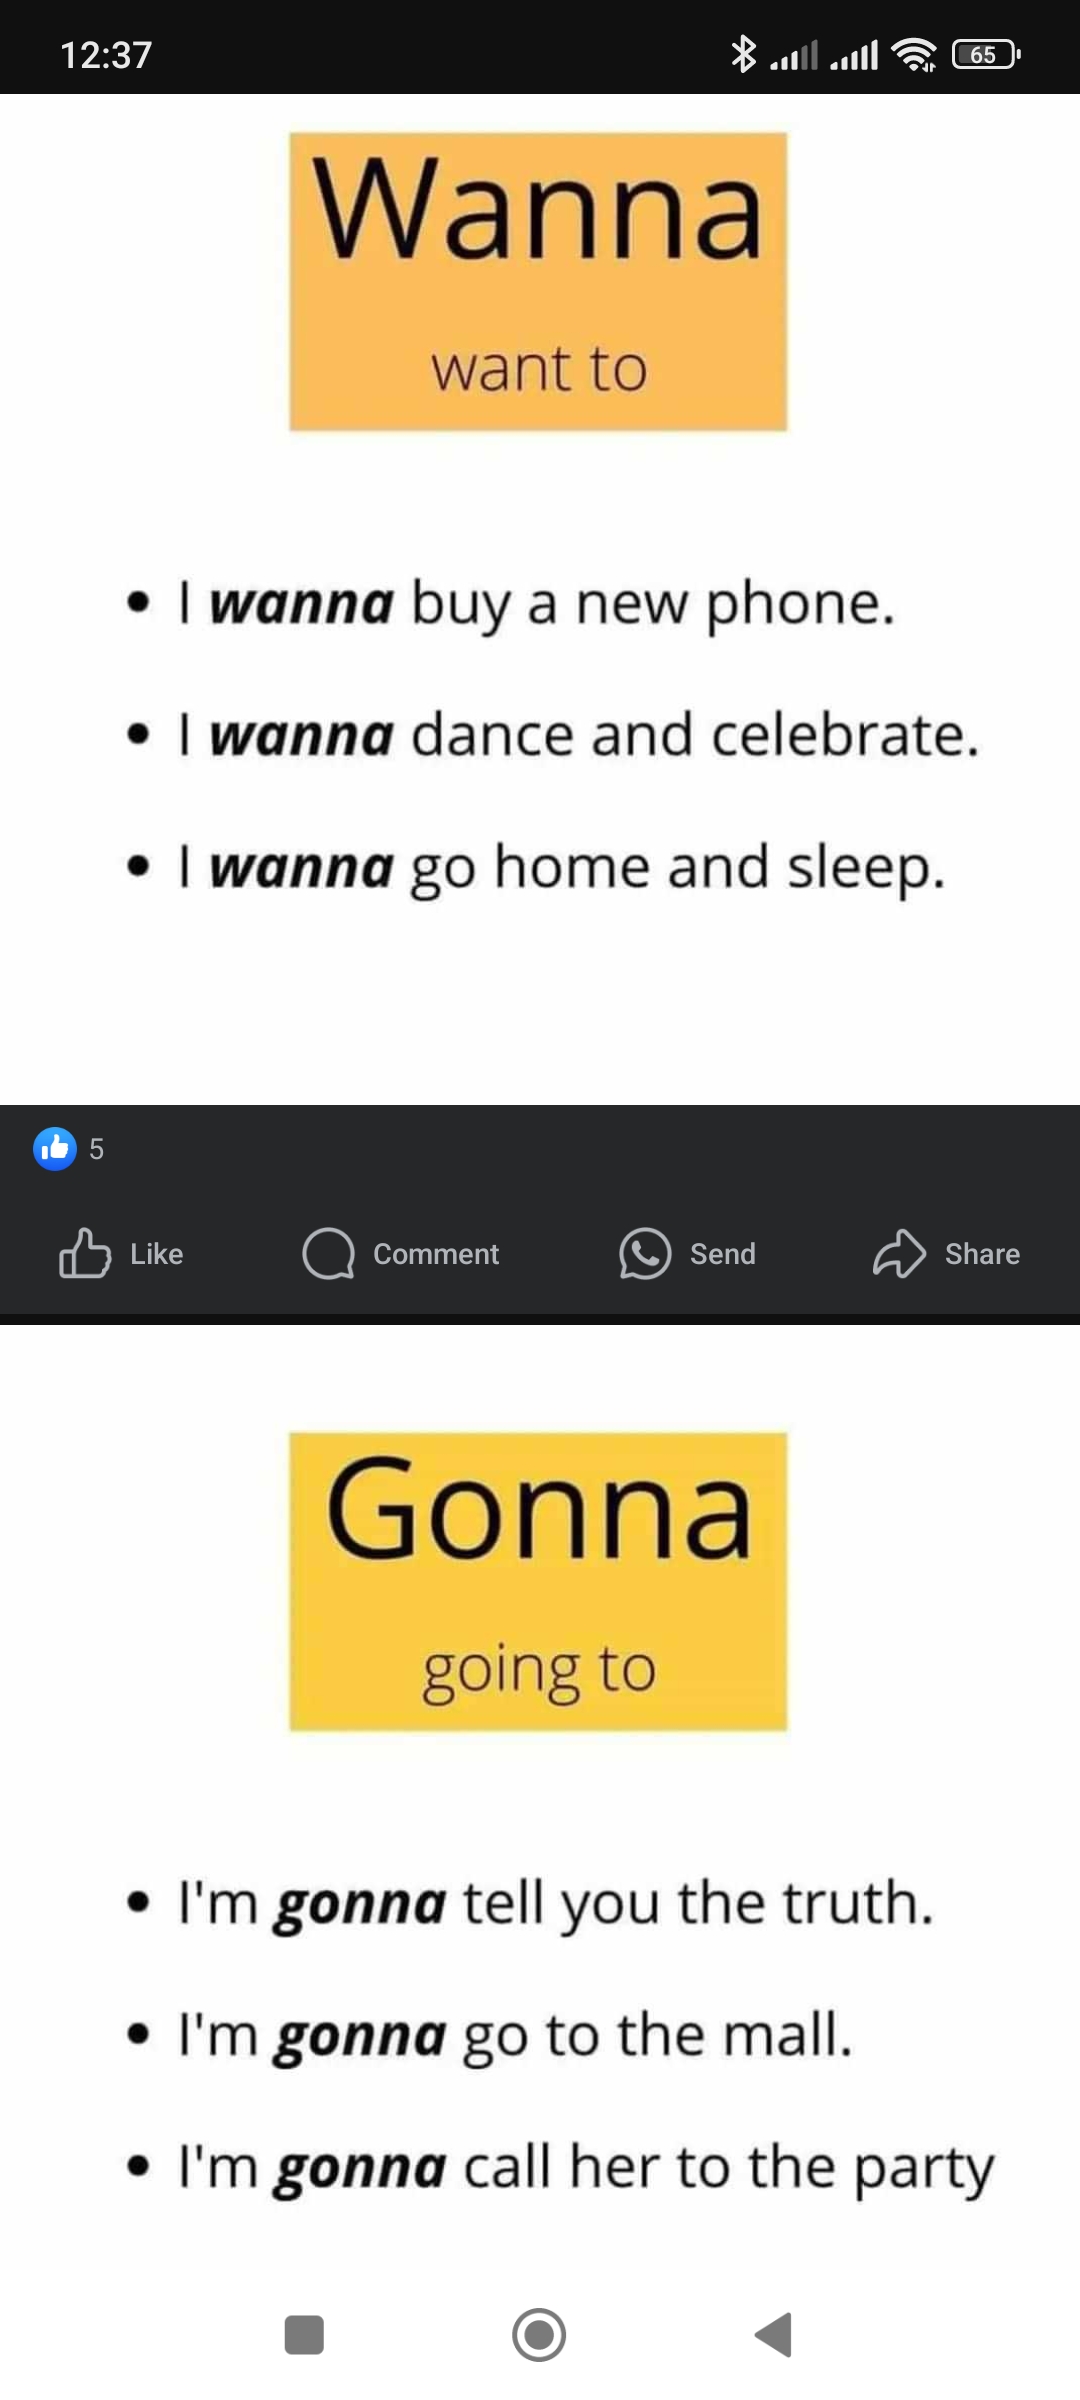 12:37
65
Wanna
want to
• I wanna buy a new phone.
• I wanna dance and celebrate.
• I wanna go home and sleep.
5
Like
Comment
Send
Share
Gonna
going to
• I'm gonna tell you the truth.
• I'm gonna go to the mall.
• I'm gonna call her to the party